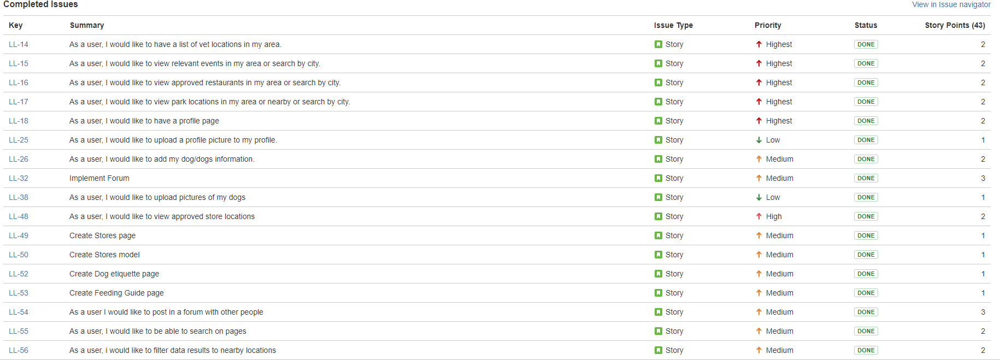 Completed Issues View in Issue navigator
Key Summary Issue Type Priority Status Story Points (43)
LL-14 As a user, I would like to have a list of vet locations in my area. Story Highest DONE 2
LL-15 As a user, I would like to view relevant events in my area or search by city. Story Highest DONE 2
LL-16 As a user, I would like to view approved restaurants in my area or search by city. Story Highest DONE 2
LL-17 As a user, I would like to view park locations in my area or nearby or search by city. Story Highest DONE 2
LL-18 As a user, I would like to have a profile page Story Highest DONE 2
LL-25 As a user, I would like to upload a profile picture to my profile. Story Low DONE 1
LL-26 As a user, I would like to add my dog/dogs information. Story Medium DONE 2
LL-32 Implement Forum Story Medium DONE 3
LL-38 As a user, I would like to upload pictures of my dogs Story Low DONE 1
LL-48 As a user, I would like to view approved store locations Story High DONE 2
LL-49 Create Stores page Story Medium DONE 1
LL-50 Create Stores model Story Medium DONE 1
LL-52 Create Dog etiquette page Story Medium DONE 1
LL-53 Create Feeding Guide page Story Medium DONE 1
LL-54 As a user I would like to post in a forum with other people Story Medium DONE 3
LL-55 As a user, I would like to be able to search on pages Story Medium DONE 2
LL-56 As a user, i would like to filter data results to nearby locations Story Medium DONE 2